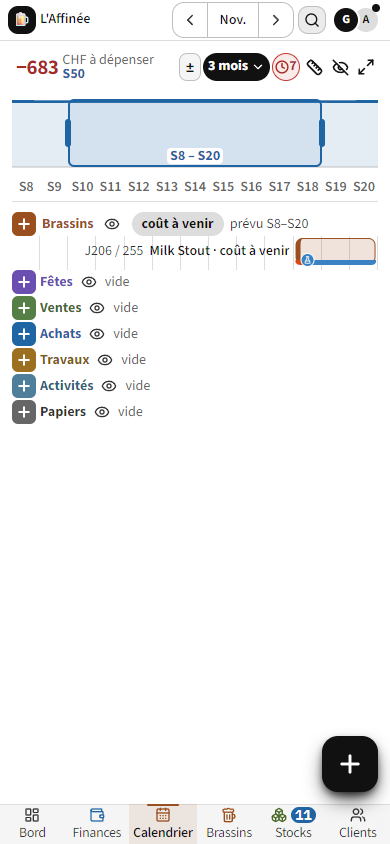 L'Affinée
Nov.
G
A
−683 CHF à dépenser
S50
±
3 mois
7
S8 – S20
S8 S9 S10 S11 S12 S13 S14 S15 S16 S17 S18 S19 S20
Brassins coût à venir prévu S8–S20
J206 / 255 Milk Stout · coût à venir
Fêtes vide
Ventes vide
Achats vide
Travaux vide
Activités vide
Papiers vide
Bord Finances Calendrier Brassins Stocks 11 Clients